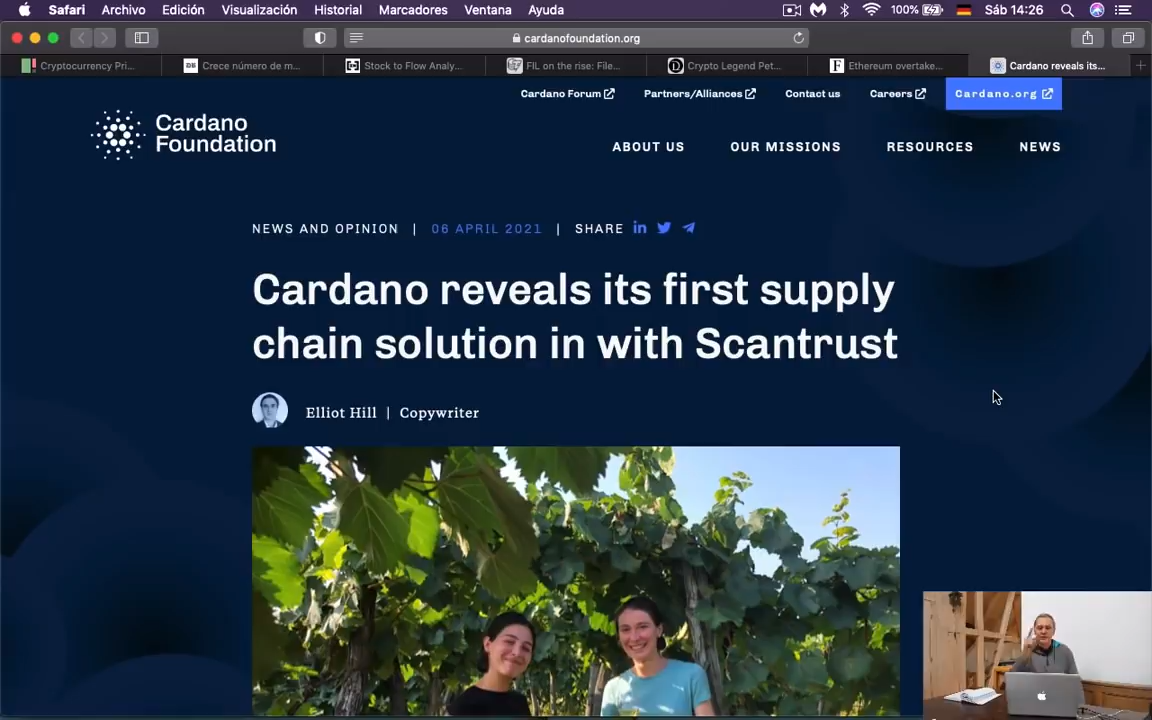 Safari Archivo Edición Visualización Historial Marcadores Ventana Ayuda 100% Sáb 14:26
cardanofoundation.org
Cryptocurrency Pri... Crece número de m... Stock to Flow Analy... FIL on the rise: File... Crypto Legend Pet... Ethereum overtake... Cardano reveals its...
Cardano Forum Partners/Alliances Contact us Careers Cardano.org
Cardano
Foundation
ABOUT US OUR MISSIONS RESOURCES NEWS
NEWS AND OPINION | 06 APRIL 2021 | SHARE
Cardano reveals its first supply
chain solution in with Scantrust
Elliot Hill | Copywriter